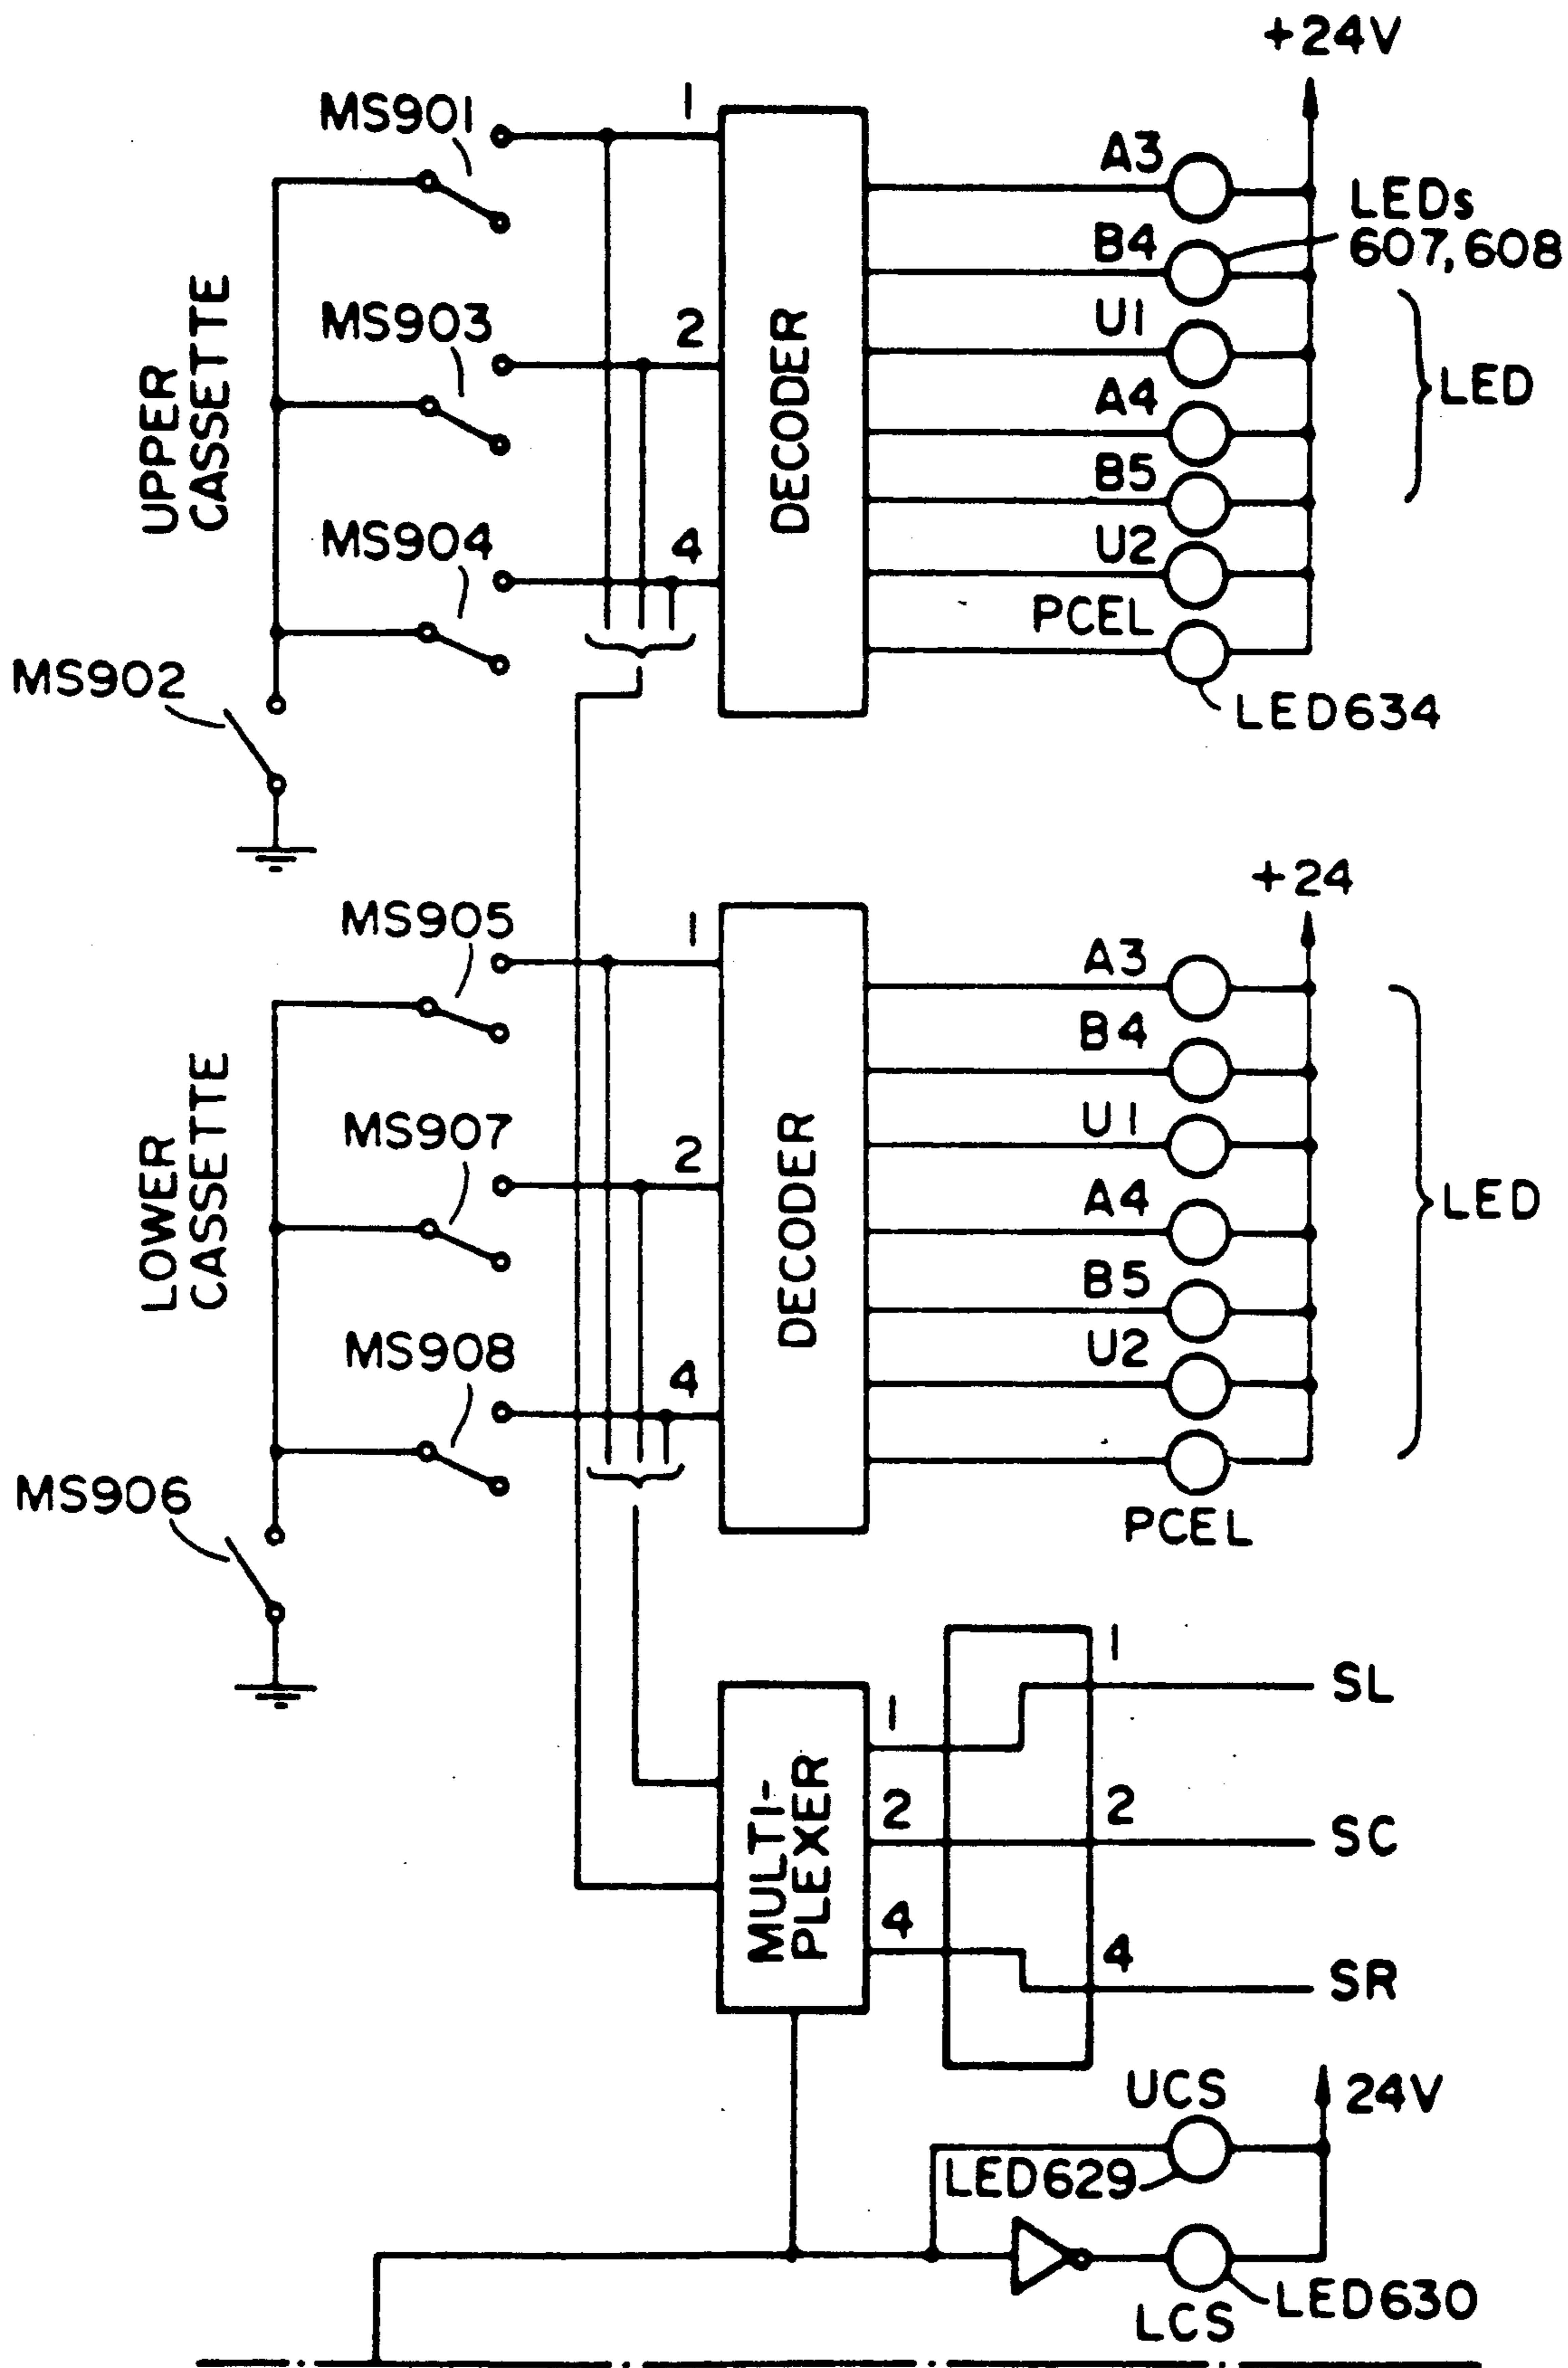 +24V
MS901
1
A3
LEDs
607, 608
B4
MS903
2
U1
UPPER
CASSETTE
DECODER
A4
LED
B5
MS904
4
U2
PCEL
MS902
LED634
+24
MS905
1
A3
B4
LOWER
CASSETTE
MS907
2
DECODER
U1
A4
LED
B5
MS908
4
U2
MS906
PCEL
1
SL
1
MULTI-
PLEXER
2
2
SC
4
4
SR
UCS
24V
LED629
LED630
LCS